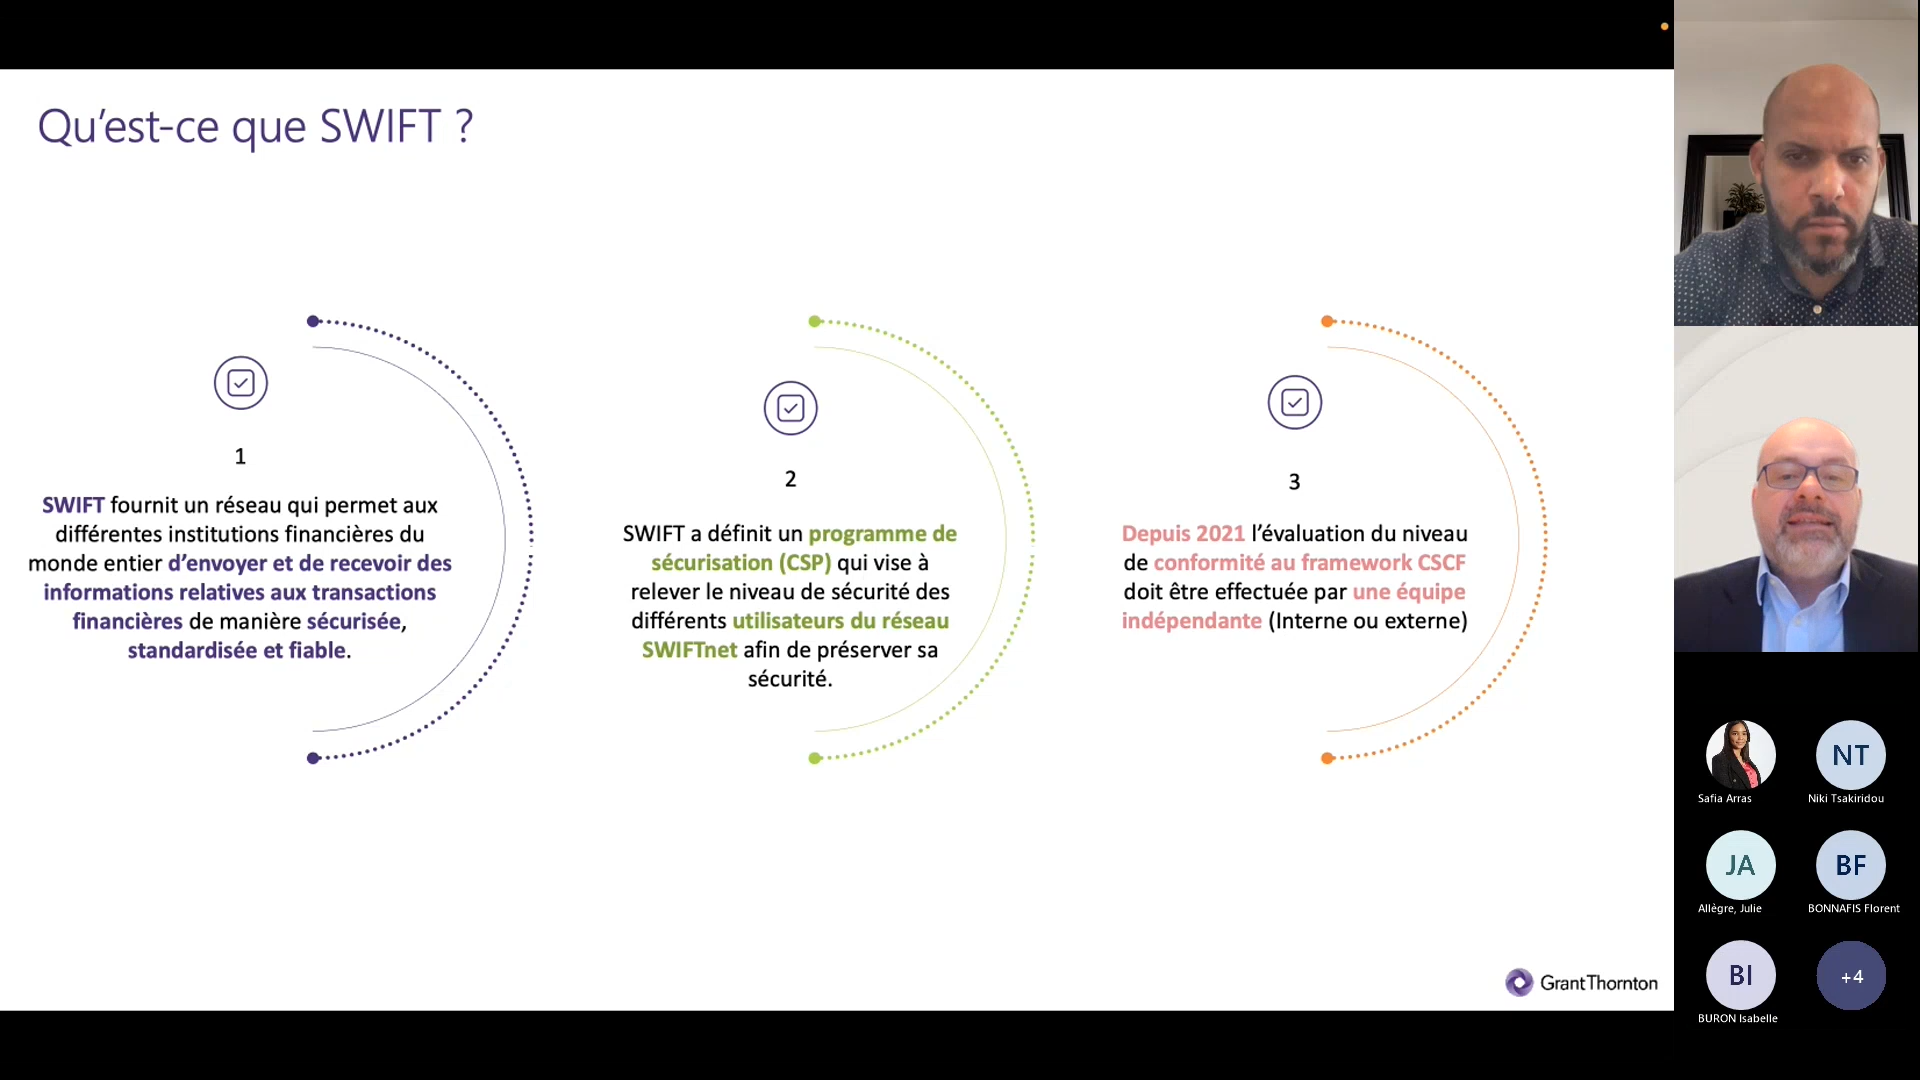 Qu'est-ce que SWIFT ?
1
SWIFT fournit un réseau qui permet aux
différentes institutions financières du
monde entier d'envoyer et de recevoir des
informations relatives aux transactions
financières de manière sécurisée,
standardisée et fiable.
2
SWIFT a définit un programme de
sécurisation (CSP) qui vise à
relever le niveau de sécurité des
différents utilisateurs du réseau
SWIFTnet afin de préserver sa
sécurité.
3
Depuis 2021 l'évaluation du niveau
de conformité au framework CSCF
doit être effectuée par une équipe
indépendante (Interne ou externe)
GrantThornton
Safia Arras
NT
Niki Tsakiridou
JA
Allègre, Julie
BF
BONNAFIS Florent
BI
BURON Isabelle
+4